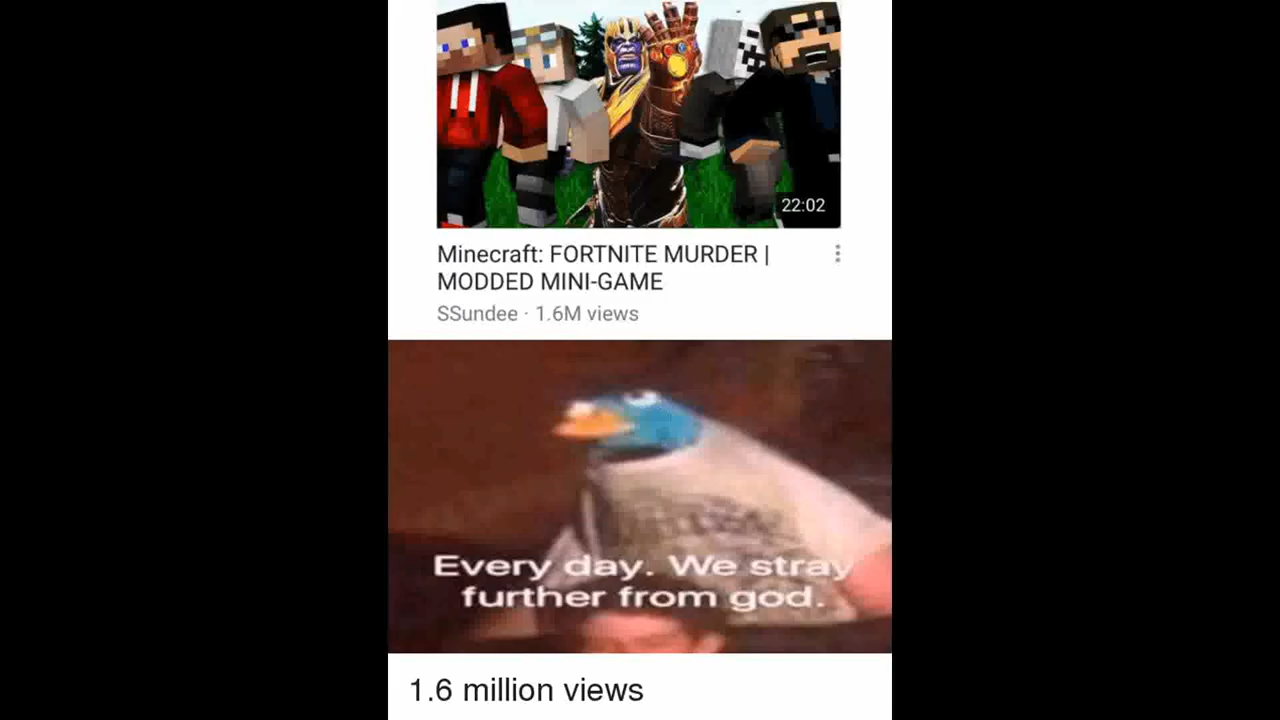 22:02
Minecraft: FORTNITE MURDER |
MODDED MINI-GAME
SSundee · 1.6M views
Every day. We stray
further from god.
1.6 million views